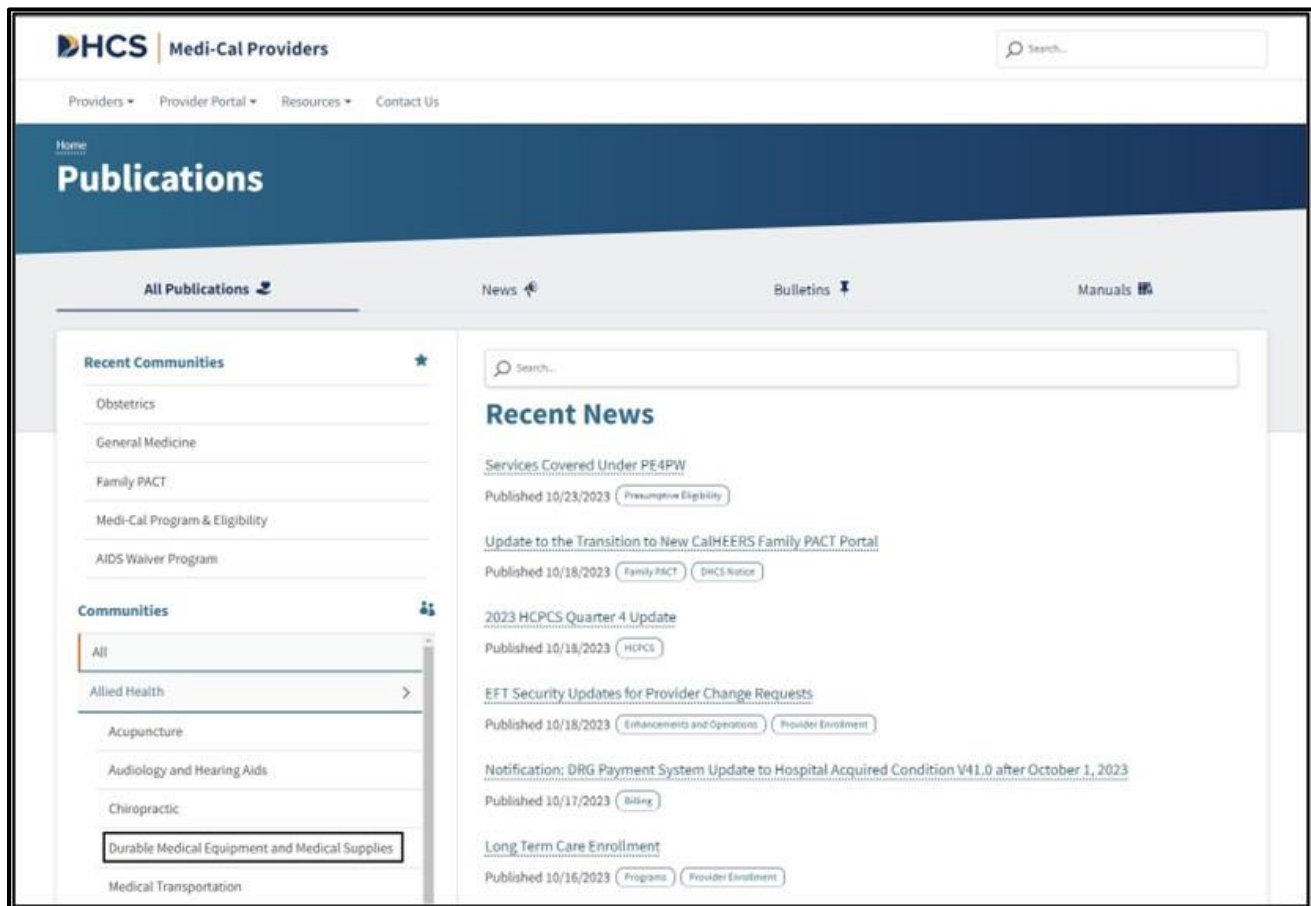 DHCS Medi-Cal Providers
Search...
Providers Provider Portal Resources Contact Us
Home
Publications
All Publications News Bulletins Manuals
Recent Communities
Obstetrics
General Medicine
Family PACT
Medi-Cal Program & Eligibility
AIDS Waiver Program
Communities
All
Allied Health
Acupuncture
Audiology and Hearing Aids
Chiropractic
Durable Medical Equipment and Medical Supplies
Medical Transportation
Search...
Recent News
Services Covered Under PE4PW
Published 10/23/2023 Presumptive Eligibility
Update to the Transition to New CalHEERS Family PACT Portal
Published 10/18/2023 Family PACT DHCS Notice
2023 HCPCS Quarter 4 Update
Published 10/18/2023 HCPCS
EFT Security Updates for Provider Change Requests
Published 10/18/2023 Enhancements and Operations Provider Enrollment
Notification: DRG Payment System Update to Hospital Acquired Condition V41.0 after October 1, 2023
Published 10/17/2023 Billing
Long Term Care Enrollment
Published 10/16/2023 Programs Provider Enrollment